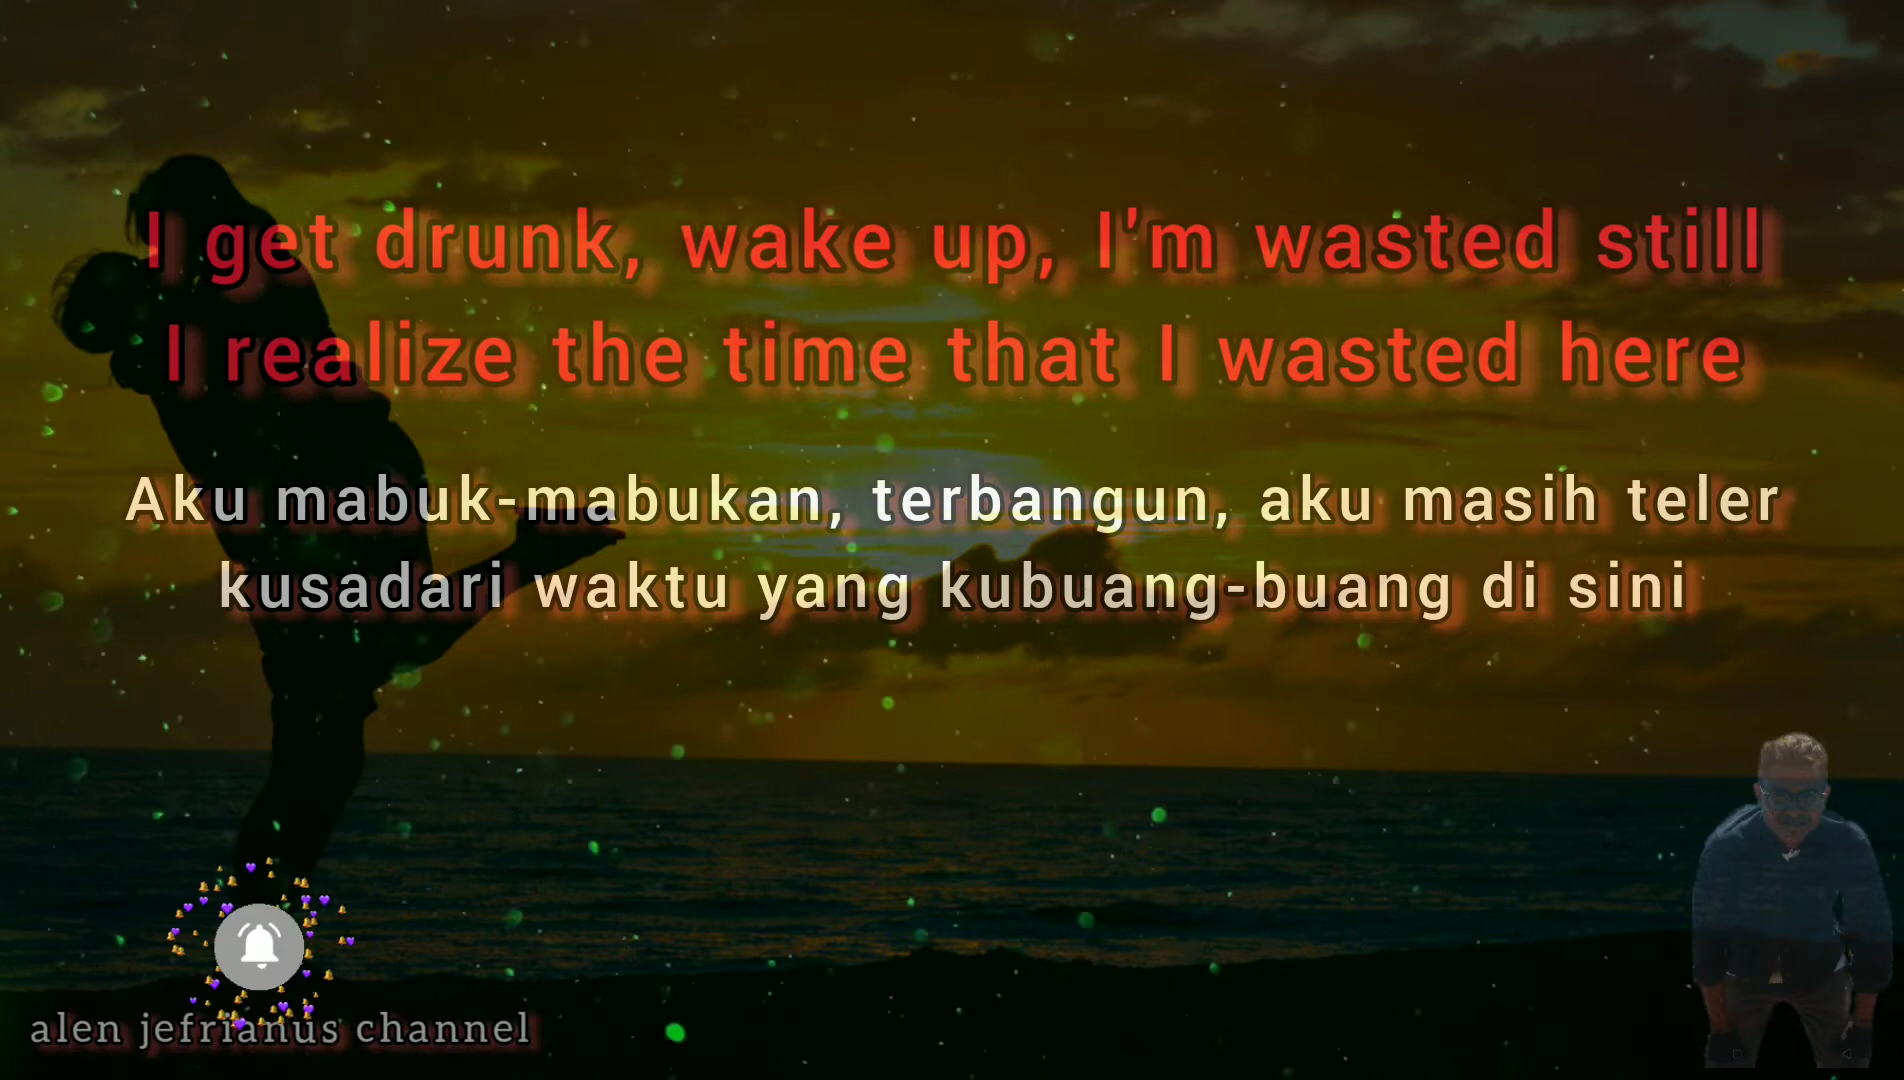 I get drunk, wake up, I'm wasted still
I realize the time that I wasted here
Aku mabuk-mabukan, terbangun, aku masih teler
kusadari waktu yang kubuang-buang di sini
alen jefrianus channel